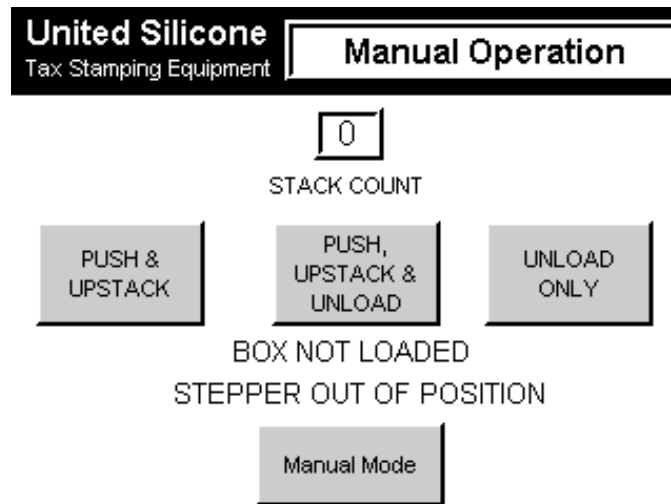 United Silicone
Tax Stamping Equipment
Manual Operation
0
STACK COUNT
PUSH &
UPSTACK
PUSH,
UPSTACK &
UNLOAD
UNLOAD
ONLY
BOX NOT LOADED
STEPPER OUT OF POSITION
Manual Mode